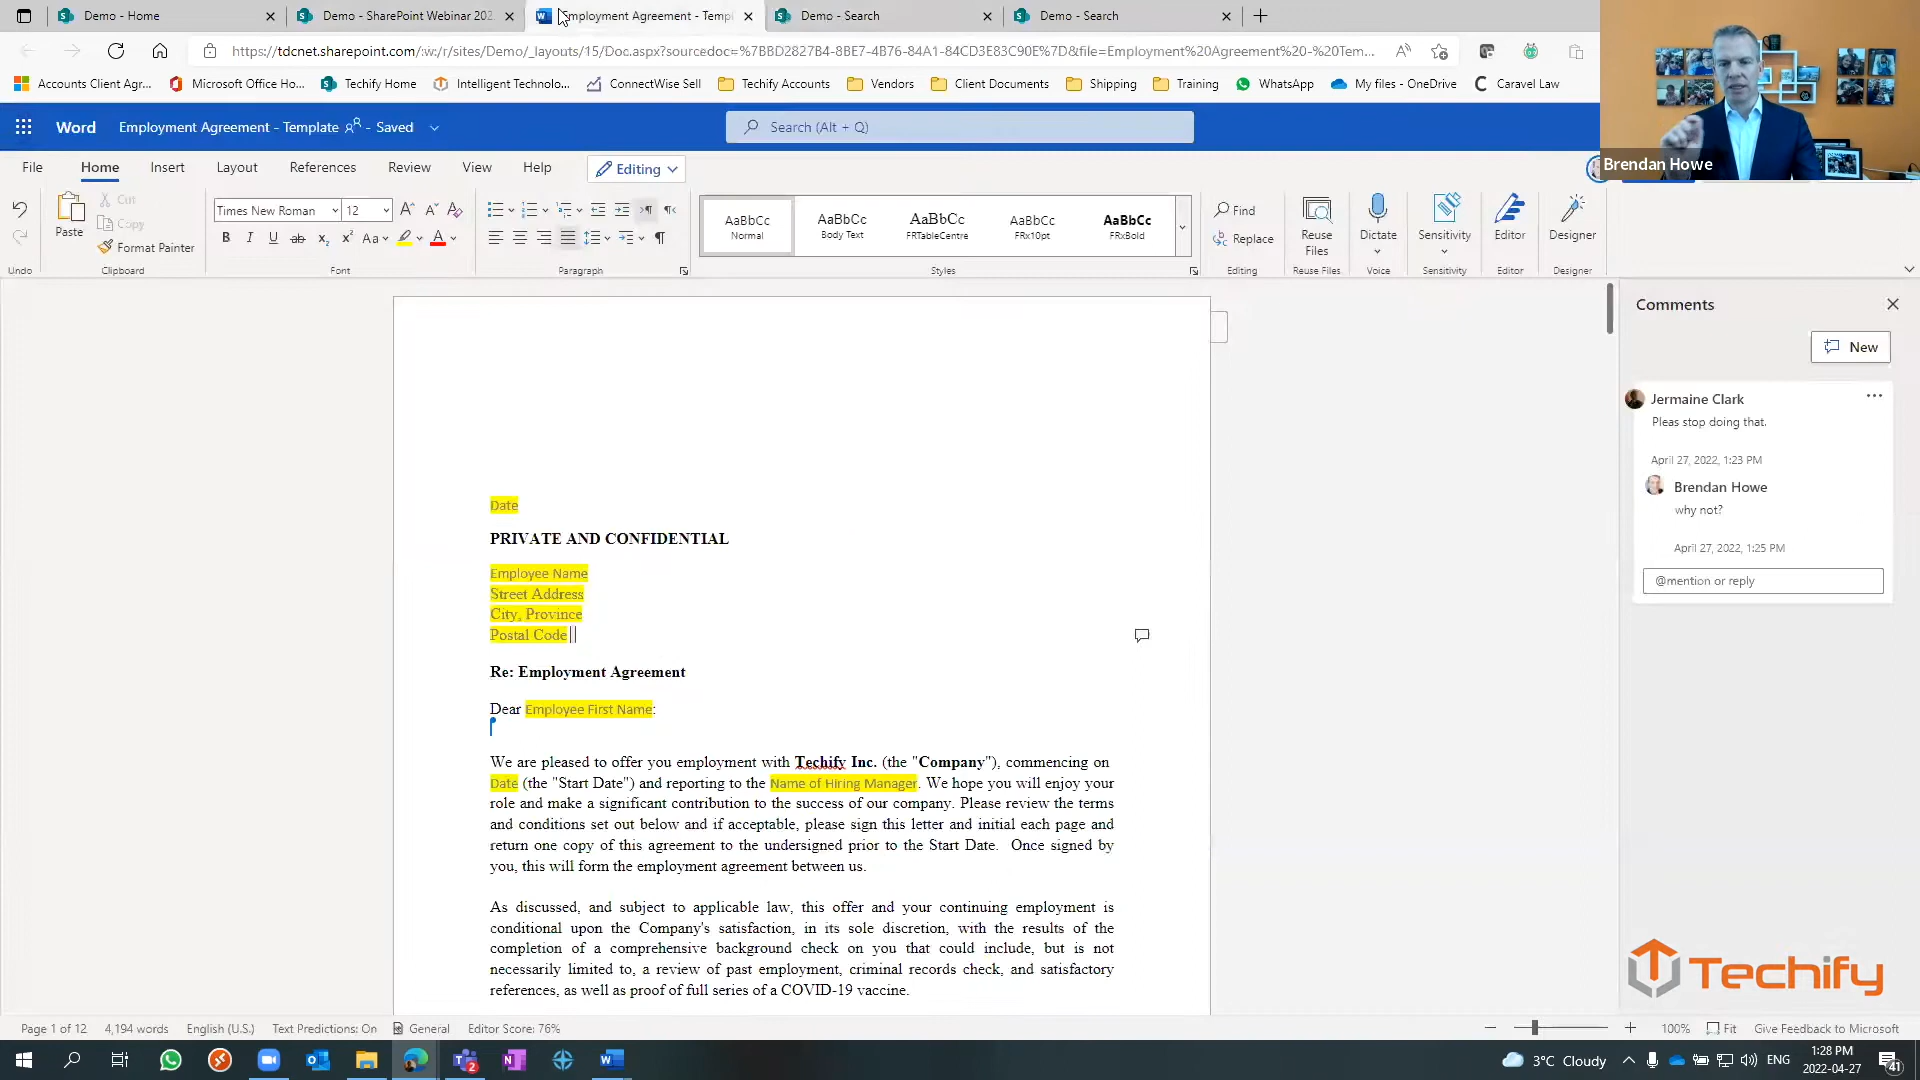 Demo - Home
Demo - SharePoint Webinar 202
Employment Agreement - Templ
Demo - Search
Demo - Search
https://tdcnet.sharepoint.com/:w:/r/sites/Demo/_layouts/15/Doc.aspx?sourcedoc=%7BBD2827B4-8BE7-4B76-84A1-84CD3E83C90E%7D&file=Employment%20Agreement%20-%20Tem...
Accounts Client Agr...
Microsoft Office Ho...
Techify Home
Intelligent Technolo...
ConnectWise Sell
Techify Accounts
Vendors
Client Documents
Shipping
Training
WhatsApp
My files - OneDrive
Caravel Law
Word
Employment Agreement - Template
- Saved
Search (Alt + Q)
Brendan Howe
File
Home
Insert
Layout
References
Review
View
Help
Editing
Paste
Cut
Copy
Format Painter
Times New Roman
12
AaBbCc
Normal
AaBbCc
Body Text
AaBbCc
FRTableCentre
AaBbCc
FRx10pt
AaBbCc
FRxBold
Find
Replace
Reuse
Files
Dictate
Sensitivity
Editor
Designer
Undo
Clipboard
Font
Paragraph
Styles
Editing
Reuse Files
Voice
Sensitivity
Editor
Designer
Date
PRIVATE AND CONFIDENTIAL
Employee Name
Street Address
City, Province
Postal Code
Re: Employment Agreement
Dear Employee First Name:
We are pleased to offer you employment with Techify Inc. (the "Company"), commencing on
Date (the "Start Date") and reporting to the Name of Hiring Manager. We hope you will enjoy your
role and make a significant contribution to the success of our company. Please review the terms
and conditions set out below and if acceptable, please sign this letter and initial each page and
return one copy of this agreement to the undersigned prior to the Start Date. Once signed by
you, this will form the employment agreement between us.
As discussed, and subject to applicable law, this offer and your continuing employment is
conditional upon the Company's satisfaction, in its sole discretion, with the results of the
completion of a comprehensive background check on you that could include, but is not
necessarily limited to, a review of past employment, criminal records check, and satisfactory
references, as well as proof of full series of a COVID-19 vaccine.
Comments
New
Jermaine Clark
Pleas stop doing that.
April 27, 2022, 1:23 PM
Brendan Howe
why not?
April 27, 2022, 1:25 PM
@mention or reply
Techify
Page 1 of 12
4,194 words
English (U.S.)
Text Predictions: On
General
Editor Score: 76%
100%
Fit
Give Feedback to Microsoft
3°C Cloudy
ENG
1:28 PM
2022-04-27
41